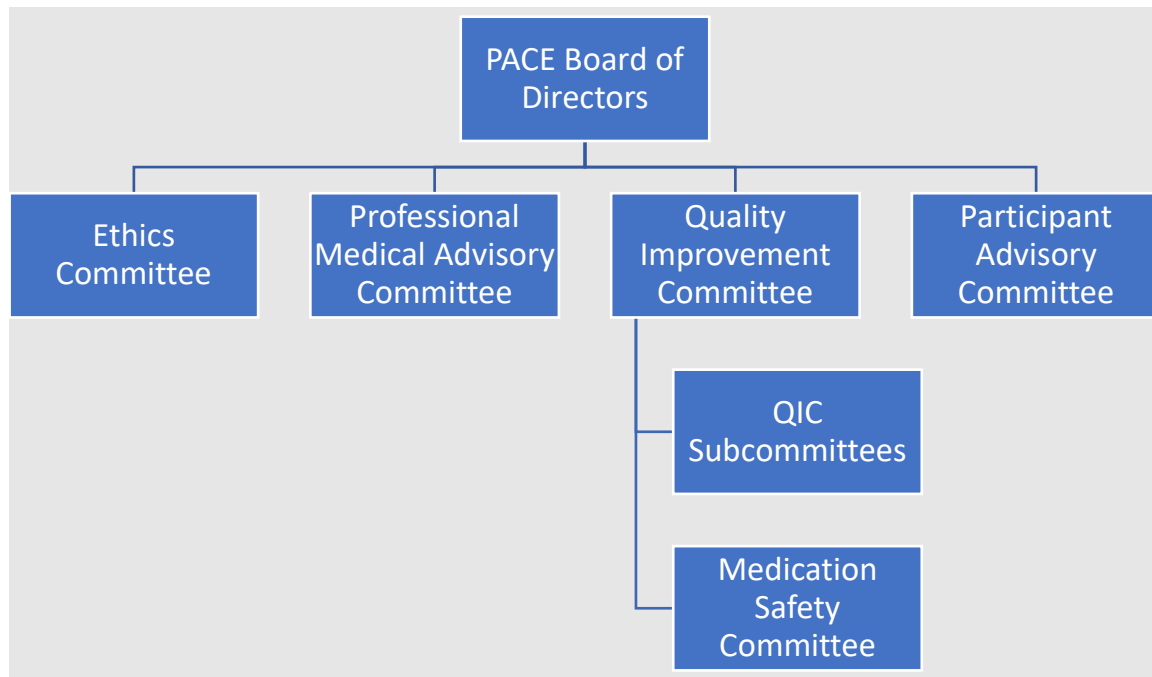 PACE Board of
Directors
Ethics
Committee
Professional
Medical Advisory
Committee
Quality
Improvement
Committee
Participant
Advisory
Committee
QIC
Subcommittees
Medication
Safety
Committee